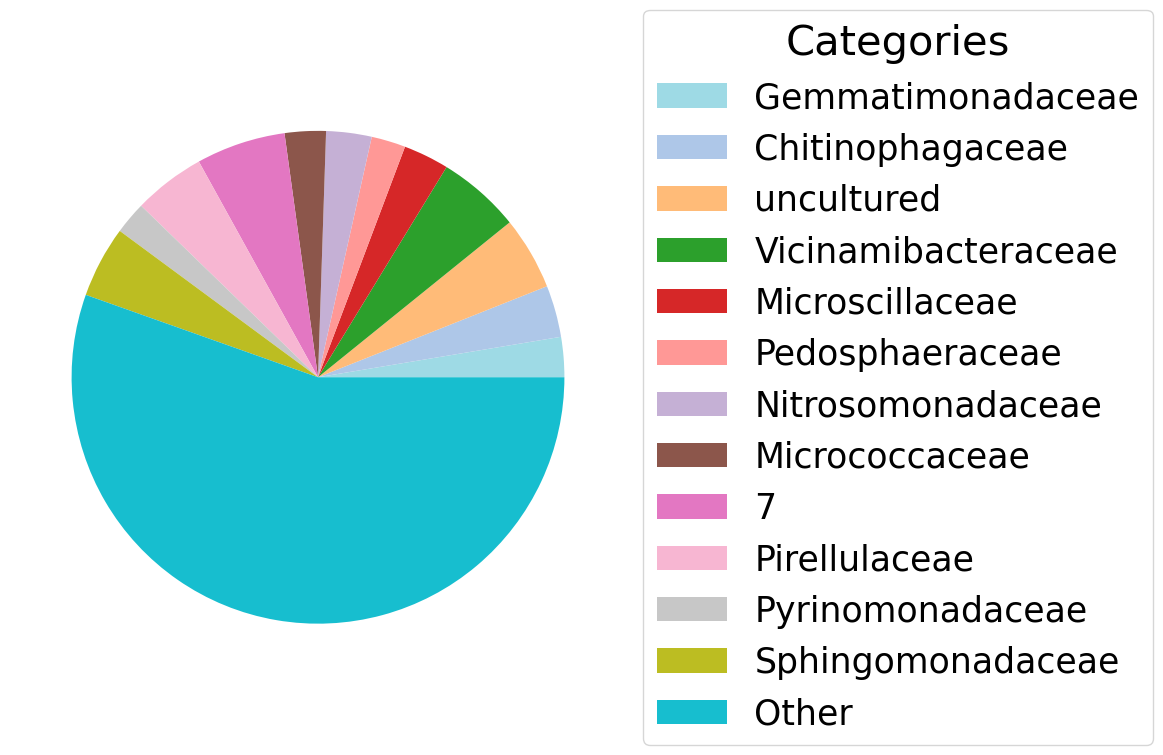 Categories
Gemmatimonadaceae
Chitinophagaceae
uncultured
Vicinamibacteraceae
Microscillaceae
Pedosphaeraceae
Nitrosomonadaceae
Micrococcaceae
7
Pirellulaceae
Pyrinomonadaceae
Sphingomonadaceae
Other